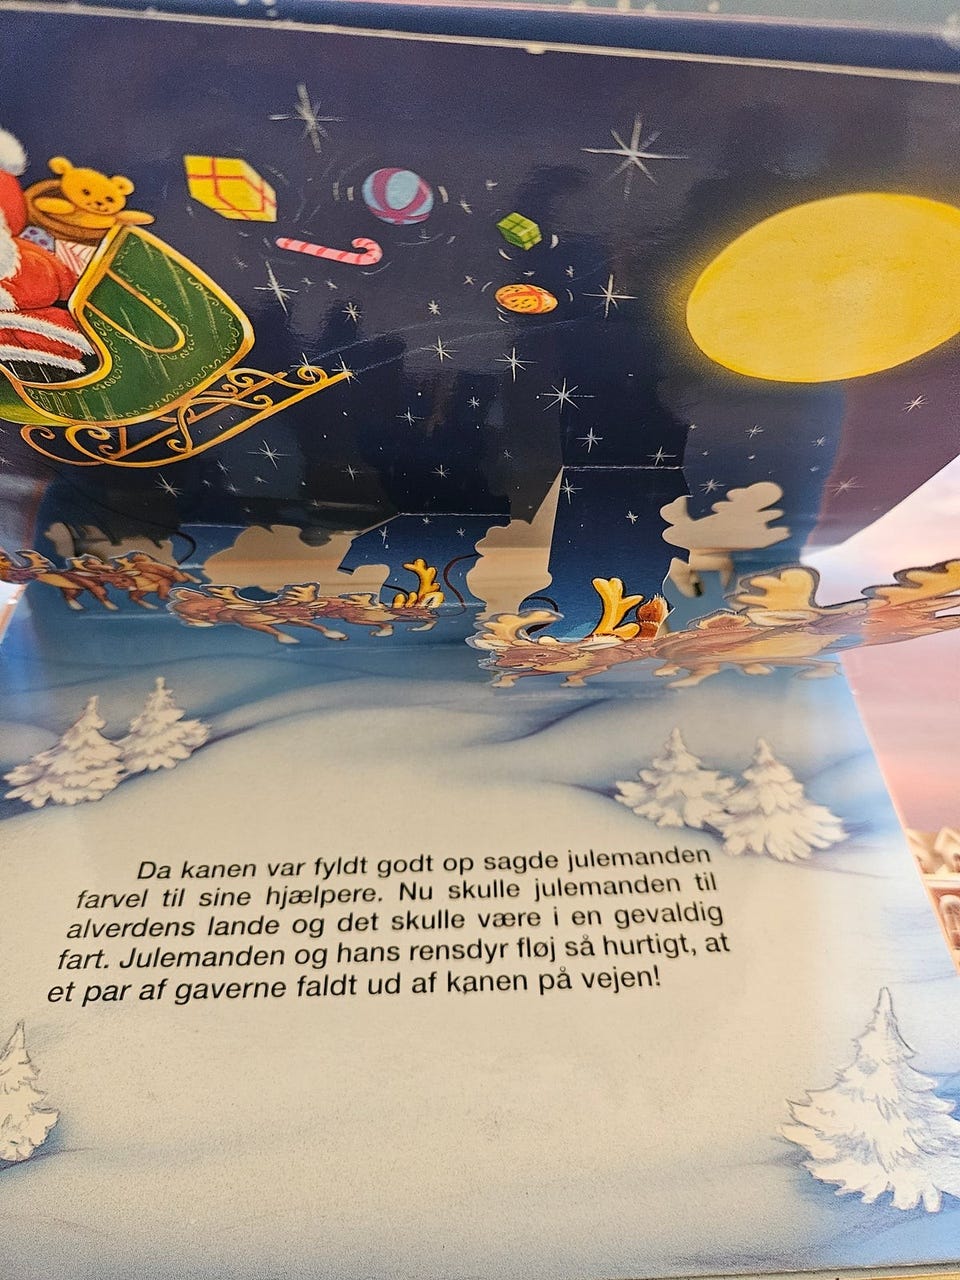 Da kanen var fyldt godt op sagde julemanden
farvel til sine hjælpere. Nu skulle julemanden til
alverdens lande og det skulle være i en gevaldig
fart. Julemanden og hans rensdyr fløj så hurtigt, at
et par af gaverne faldt ud af kanen på vejen!